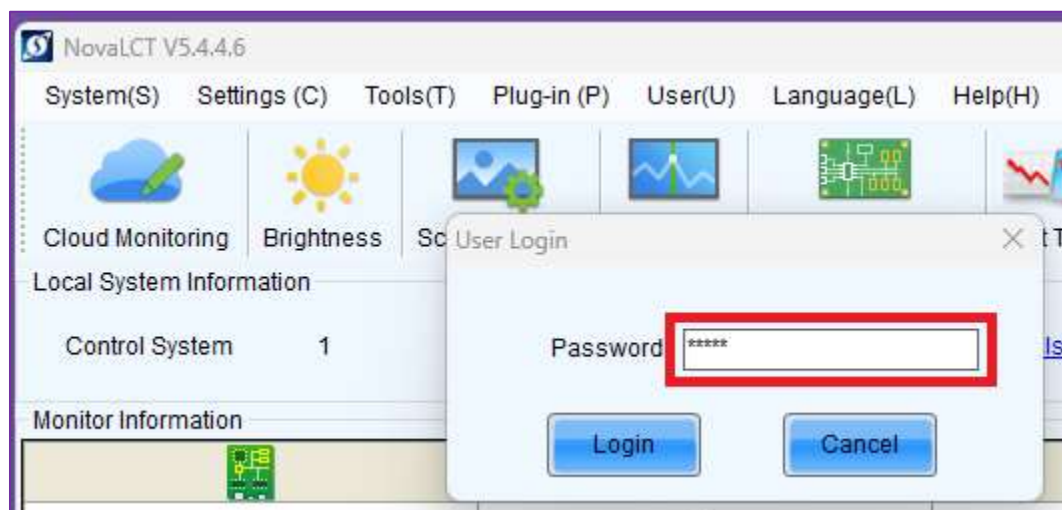 NovaLCT V5.4.4.6
System(S) Settings (C) Tools(T) Plug-in (P) User(U) Language(L) Help(H)
Cloud Monitoring Brightness Sc
User Login
Local System Information
Control System 1
Password *****
Monitor Information
Login Cancel